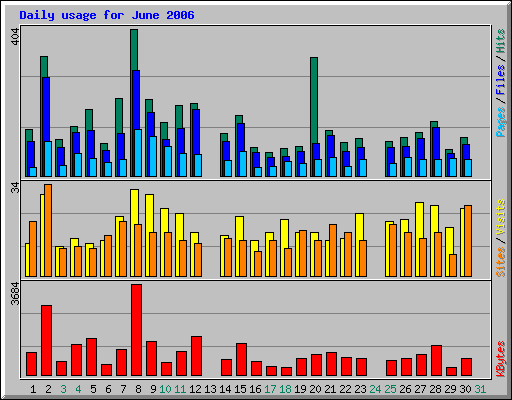 Daily usage for June 2006
404
34
3684
Pages / Files / Hits
Sites / Visits
KBytes
1 2 3 4 5 6 7 8 9 10 11 12 13 14 15 16 17 18 19 20 21 22 23 24 25 26 27 28 29 30 31